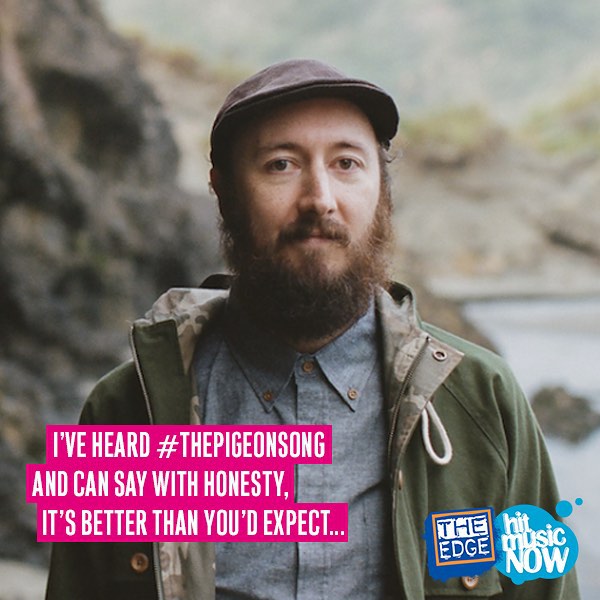 I'VE HEARD #THEPIGEONSONG
AND CAN SAY WITH HONESTY,
IT'S BETTER THAN YOU'D EXPECT...
THE
EDGE
hit
music
NOW